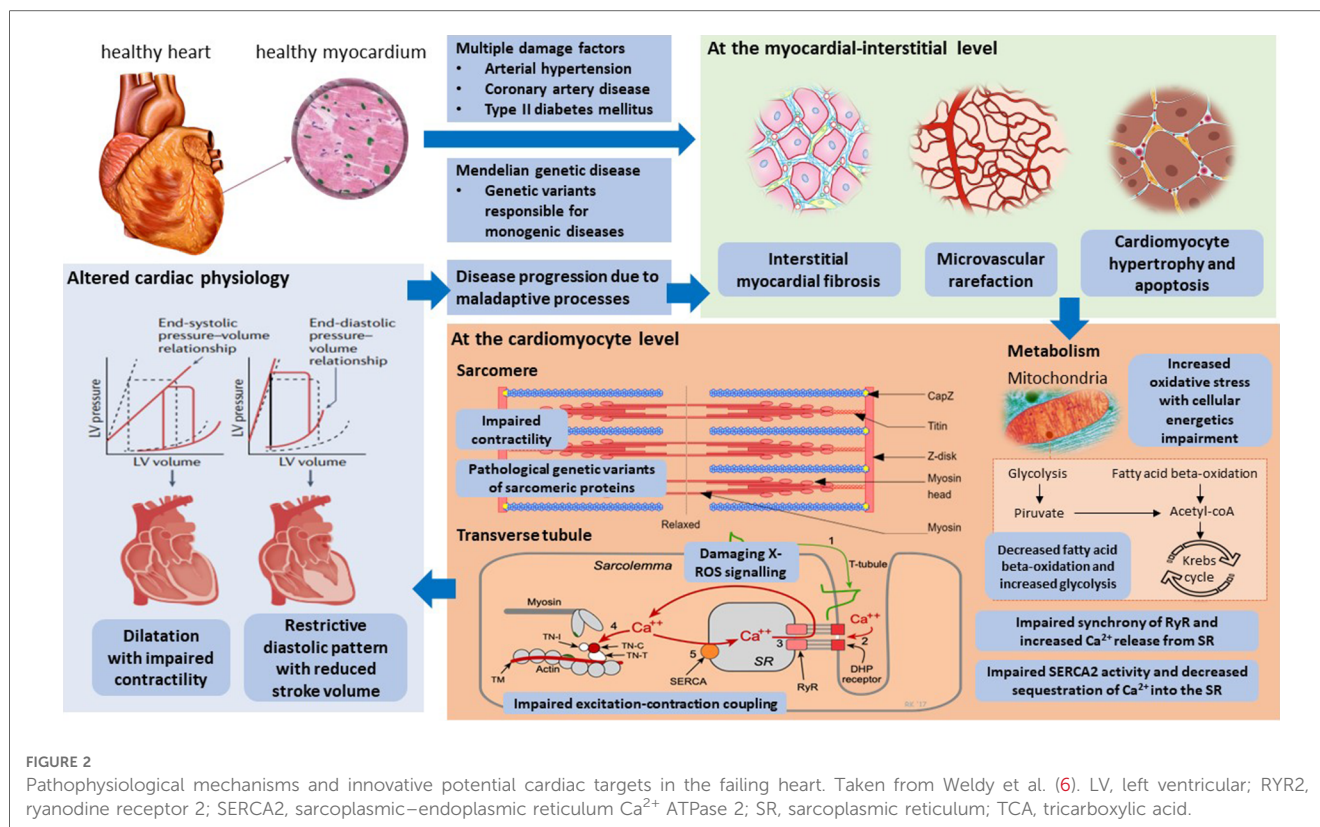 healthy heart
healthy myocardium
Multiple damage factors
• Arterial hypertension
• Coronary artery disease
• Type II diabetes mellitus
Mendelian genetic disease
• Genetic variants
responsible for
monogenic diseases
At the myocardial-interstitial level
Interstitial
myocardial fibrosis
Microvascular
rarefaction
Cardiomyocyte
hypertrophy and
apoptosis
Disease progression due to
maladaptive processes
Altered cardiac physiology
End-systolic
pressure–volume
relationship
End-diastolic
pressure–
volume
relationship
LV pressure
LV volume
LV pressure
LV volume
Dilatation
with impaired
contractility
Restrictive
diastolic pattern
with reduced
stroke volume
At the cardiomyocyte level
Sarcomere
Impaired
contractility
Pathological genetic variants
of sarcomeric proteins
CapZ
Titin
Z-disk
Myosin
head
Myosin
Relaxed
Transverse tubule
Sarcolemma
Damaging X-
ROS signalling
1
T-tubule
Myosin
4
Ca++
Ca++
Ca++
TN-I
TN-C
TN-T
TM
Actin
5
SERCA
SR
3
2
RyR
DHP
receptor
Impaired excitation-contraction coupling
RE '17
Metabolism
Mitochondria
Increased
oxidative stress
with cellular
energetics
impairment
Glycolysis
Fatty acid beta-oxidation
Piruvate
Acetyl-coA
Krebs
cycle
Decreased fatty acid
beta-oxidation and
increased glycolysis
Impaired synchrony of RyR and
increased Ca2+ release from SR
Impaired SERCA2 activity and decreased
sequestration of Ca2+ into the SR
FIGURE 2
Pathophysiological mechanisms and innovative potential cardiac targets in the failing heart. Taken from Weldy et al. (6). LV, left ventricular; RYR2,
ryanodine receptor 2; SERCA2, sarcoplasmic–endoplasmic reticulum Ca2+ ATPase 2; SR, sarcoplasmic reticulum; TCA, tricarboxylic acid.